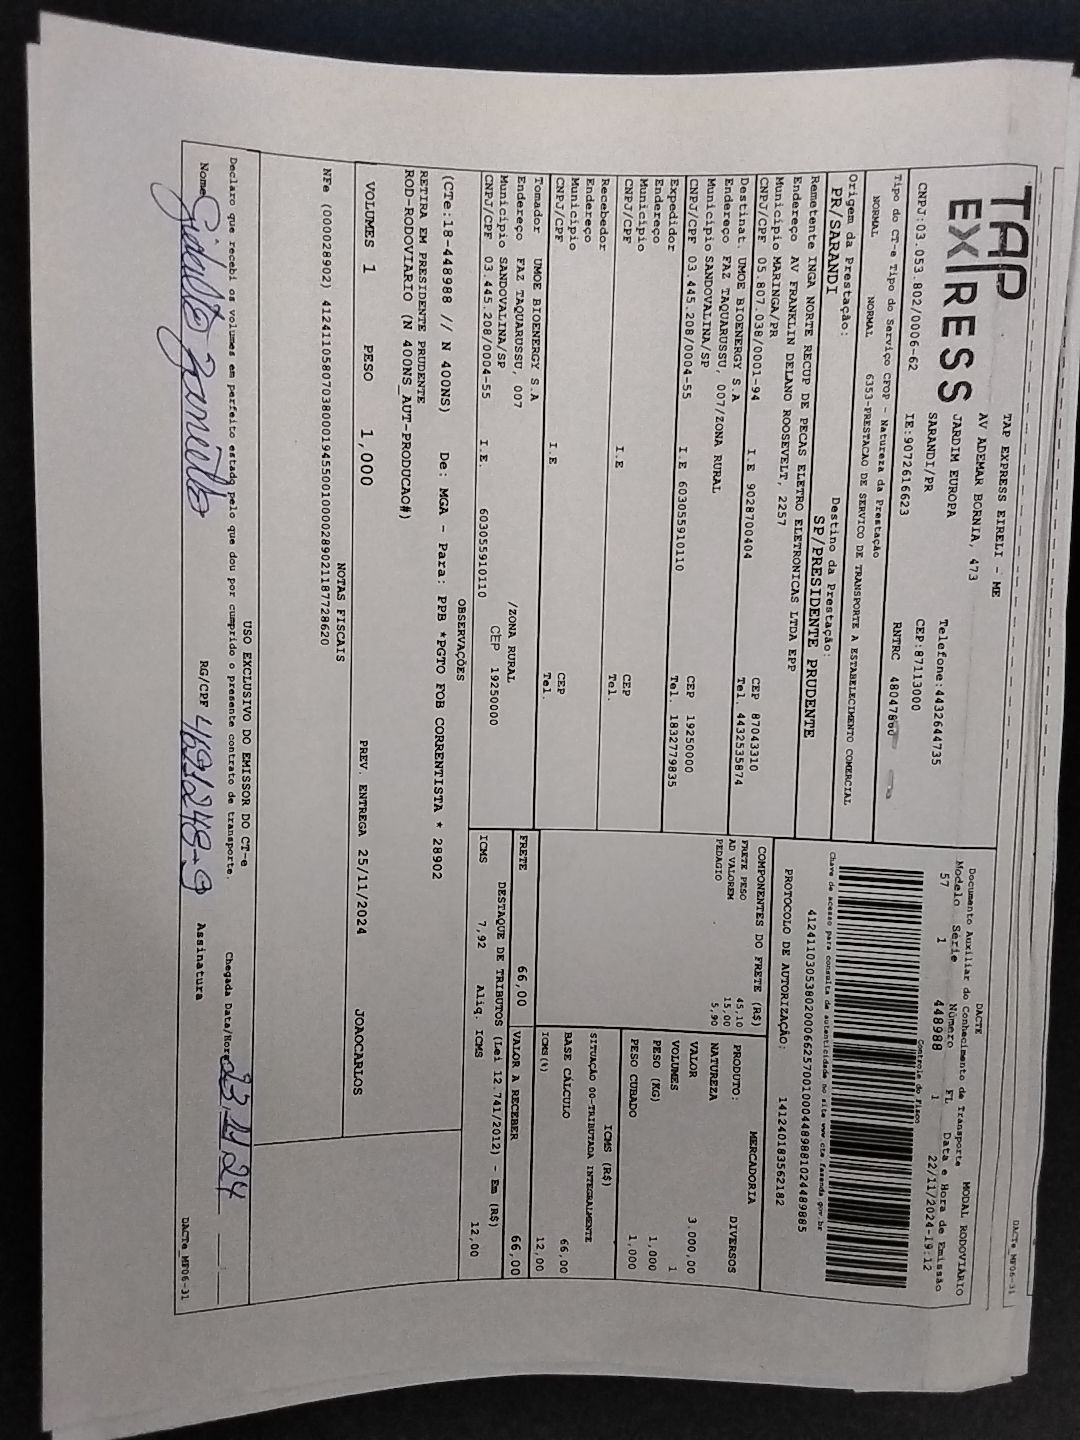 TAP
EXPRESS
TAP EXPRESS EIRELI - ME
AV ADEMAR BORNIA, 473
JARDIM EUROPA
SARANDI/PR
Telefone:4432644735
CEP:87113000
CNPJ:03.053.802/0006-62
IE:9072616623
RNTRC
DACTE
Documento Auxiliar do Conhecimento de Transporte
MODAL RODOVIÁRIO
Modelo Série Número FL Data e Hora de Emissão
57 1 448988 1 22/11/2024-19:12
Controle do Fisco
Tipo do CT-e Tipo do Serviço CFOP - Natureza da Prestação
NORMAL NORMAL 6353-PRESTACAO DE SERVICO DE TRANSPORTE A ESTABELECIMENTO COMERCIAL
41241103053802000662570010004489881024489885
Chave de acesso para consulta de autenticidade no site www cte fazenda gov.br
Origem da Prestação: Destino da Prestação:
PR/SARANDI SP/PRESIDENTE PRUDENTE
PROTOCOLO DE AUTORIZAÇÃO: 141240183562182
Remetente INGA NORTE RECUP DE PECAS ELETRO ELETRONICAS LTDA EPP
Endereço AV FRANKLIN DELANO ROOSEVELT, 2257
Município MARINGA/PR CEP 87043310
CNPJ/CPF 05.807.038/0001-94 I.E 9028700404 Tel. 4432535874
Destinat. UMOE BIOENERGY S.A
Endereço FAZ TAQUARUSSU, 007/ZONA RURAL
Município SANDOVALINA/SP CEP 19250000
CNPJ/CPF 03.445.208/0004-55 I.E 603055910110 Tel. 1832779835
Expedidor
Endereço
Município CEP
CNPJ/CPF I.E Tel.
Recebedor
Endereço
Município CEP
CNPJ/CPF I.E Tel.
Tomador UMOE BIOENERGY S.A
Endereço FAZ TAQUARUSSU, 007 /ZONA RURAL
Município SANDOVALINA/SP CEP 19250000
CNPJ/CPF 03.445.208/0004-55 I.E. 603055910110
COMPONENTES DO FRETE (R$)
FRETE PESO 45,10
AD VALOREM 15,00
PEDAGIO 5,90
FRETE 66,00
MERCADORIA
PRODUTO: DIVERSOS
NATUREZA
VALOR 3.000,00
VOLUMES 1
PESO (KG) 1,000
PESO CUBADO 1,000
ICMS (R$)
SITUAÇÃO 00-TRIBUTADA INTEGRALMENTE
BASE CÁLCULO 66,00
ICMS(%) 12,00
VALOR A RECEBER 66,00
DESTAQUE DE TRIBUTOS (Lei 12.741/2012) - Em (R$)
ICMS 7,92 Aliq. ICMS 12,00
OBSERVAÇÕES
(CTe:18-448988 // N 400NS) De: MGA - Para: PPB *PGTO FOB CORRENTISTA * 28902
RETIRA EM PRESIDENTE PRUDENTE
ROD-RODOVIARIO (N 400NS_AUT-PRODUCAO#)
VOLUMES 1 PESO 1,000 PREV. ENTREGA 25/11/2024 JOAOCARLOS
NOTAS FISCAIS
NFe (000028902) 41241105807038000194550010000289021187728620
USO EXCLUSIVO DO EMISSOR DO CT-e
Declaro que recebi os volumes em perfeito estado pelo que dou por cumprido o presente contrato de transporte.
Chegada Data/Hora 23 11 24
Nome RG/CPF Assinatura
DACTe_MF06-31
DACTe_MF06-31